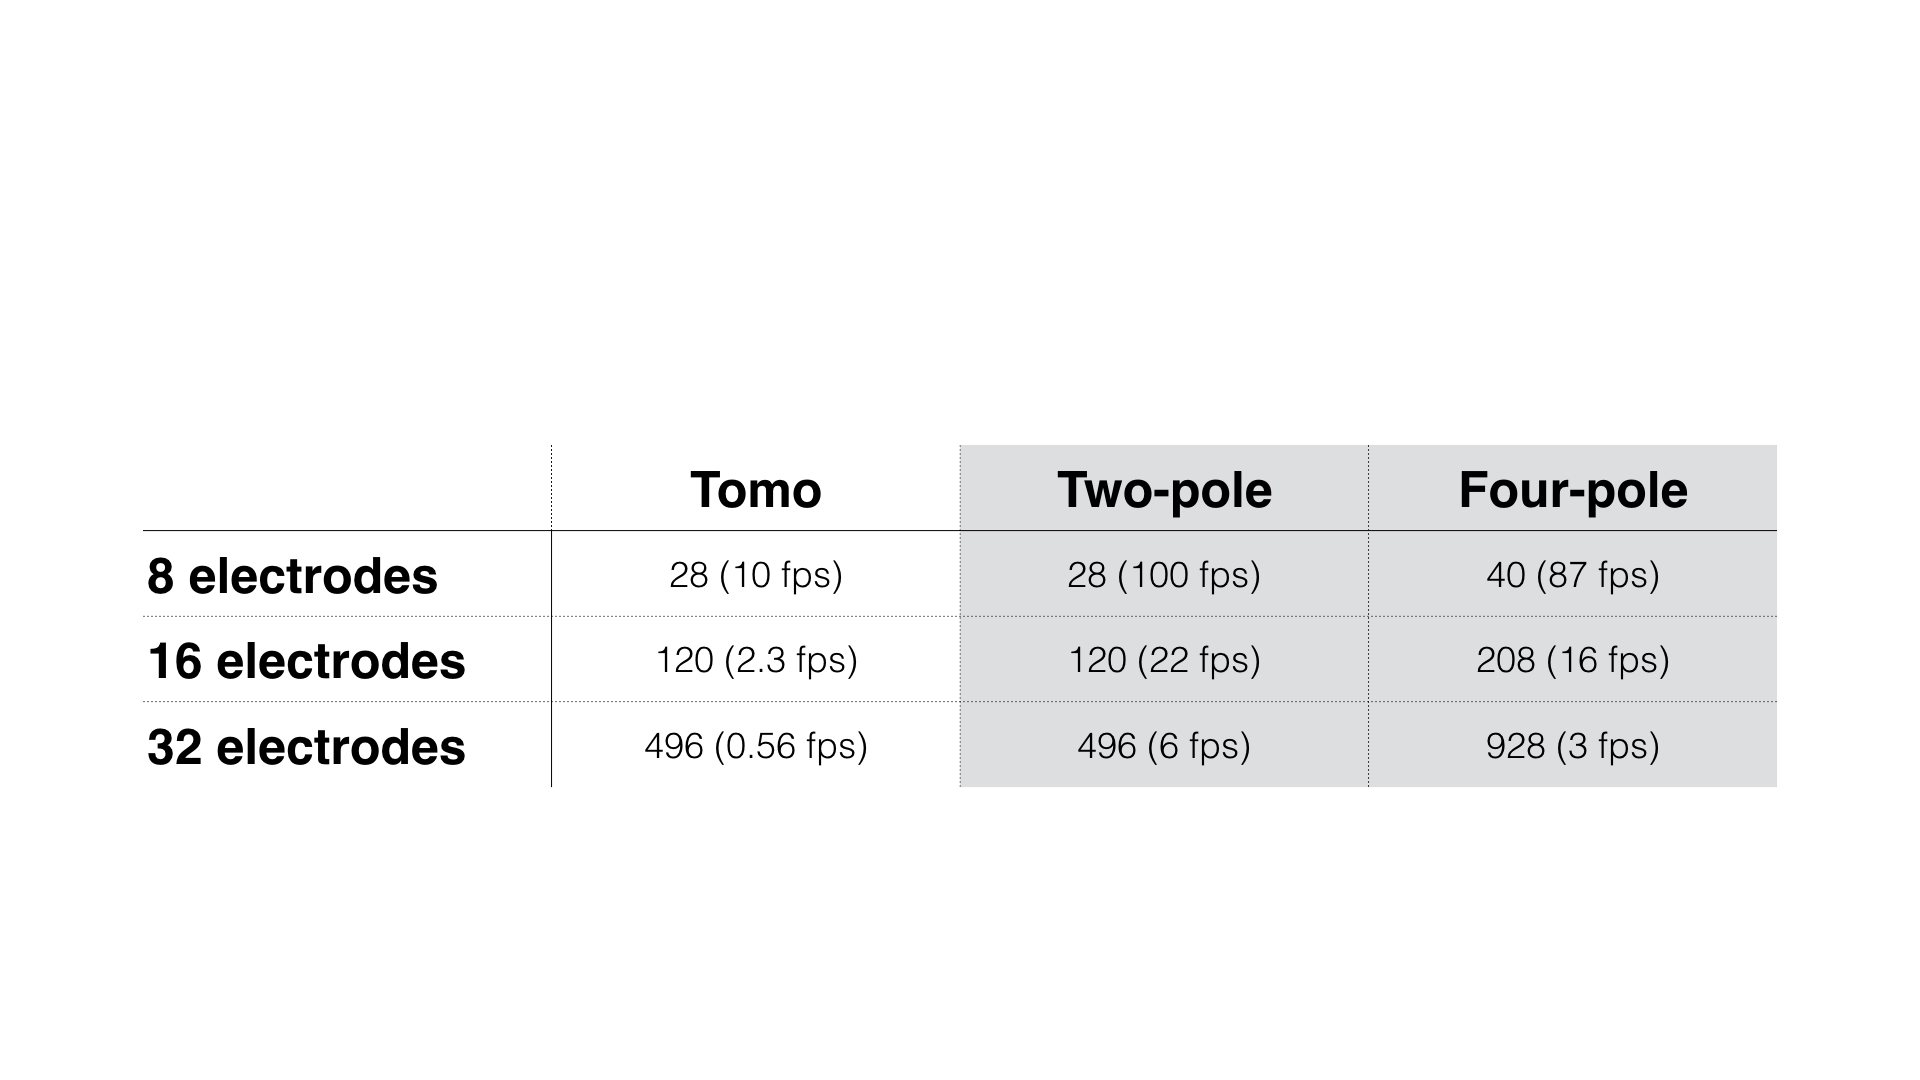 Tomo Two-pole Four-pole
8 electrodes 28 (10 fps) 28 (100 fps) 40 (87 fps)
16 electrodes 120 (2.3 fps) 120 (22 fps) 208 (16 fps)
32 electrodes 496 (0.56 fps) 496 (6 fps) 928 (3 fps)